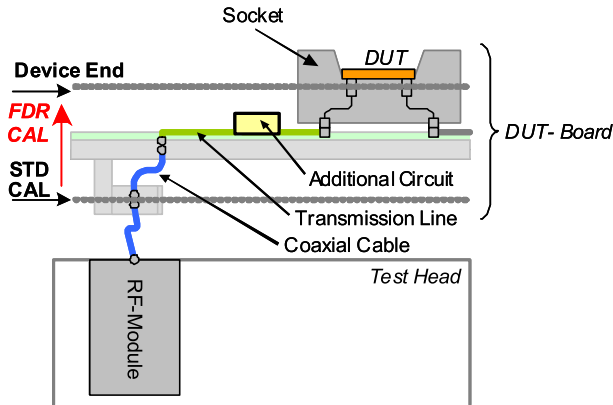 Socket
DUT
Device End
FDR
CAL
DUT- Board
STD
CAL
Additional Circuit
Transmission Line
Coaxial Cable
Test Head
RF-Module